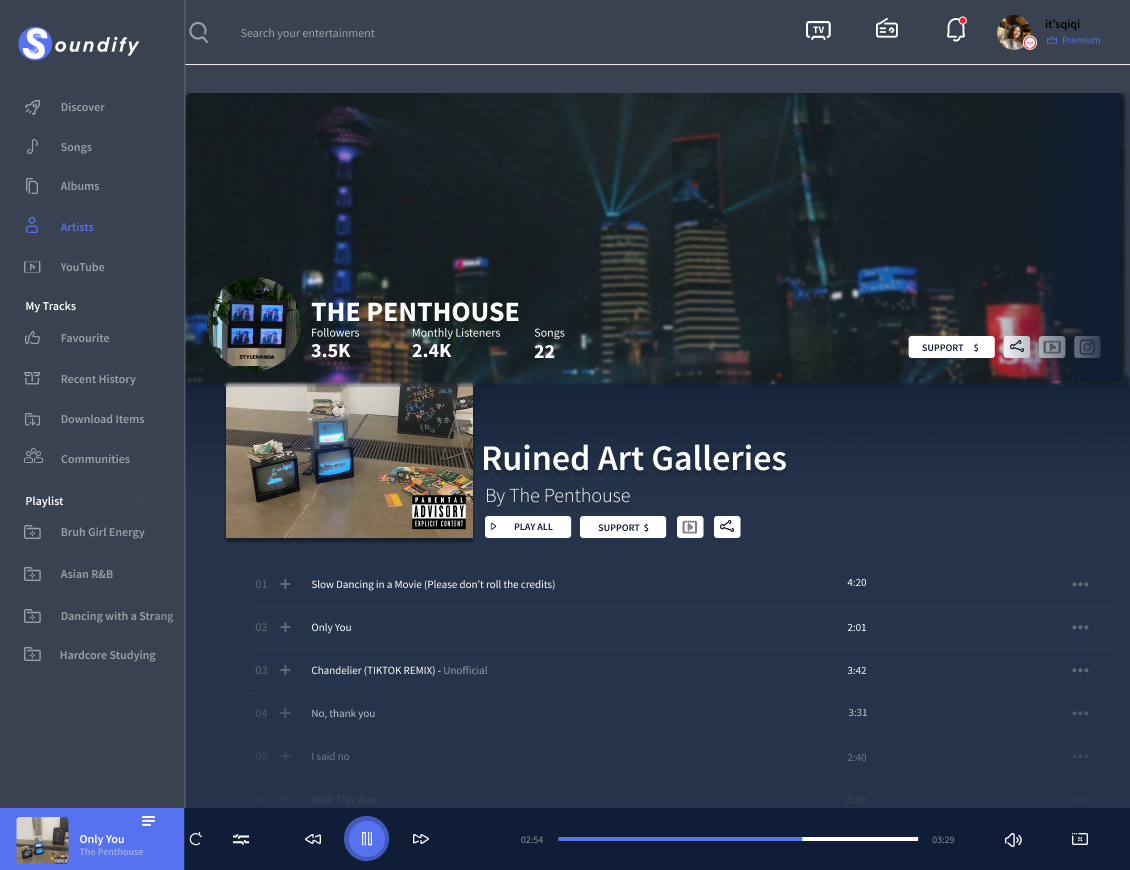 Soundify
Search your entertainment
TV
it'sqiqi
Premium
Discover
Songs
Albums
Artists
YouTube
My Tracks
Favourite
Recent History
Download Items
Communities
Playlist
Bruh Girl Energy
Asian R&B
Dancing with a Strang
Hardcore Studying
STYLENANDA
THE PENTHOUSE
Followers Monthly Listeners Songs
3.5K 2.4K 22
SUPPORT $
PARENTAL
ADVISORY
EXPLICIT CONTENT
Ruined Art Galleries
By The Penthouse
PLAY ALL SUPPORT $
01 Slow Dancing in a Movie (Please don't roll the credits) 4:20
02 Only You 2:01
03 Chandelier (TIKTOK REMIX) - Unofficial 3:42
04 No, thank you 3:31
05 I said no 2:40
Walk This Way 3:56
Only You
The Penthouse
02:54 03:29